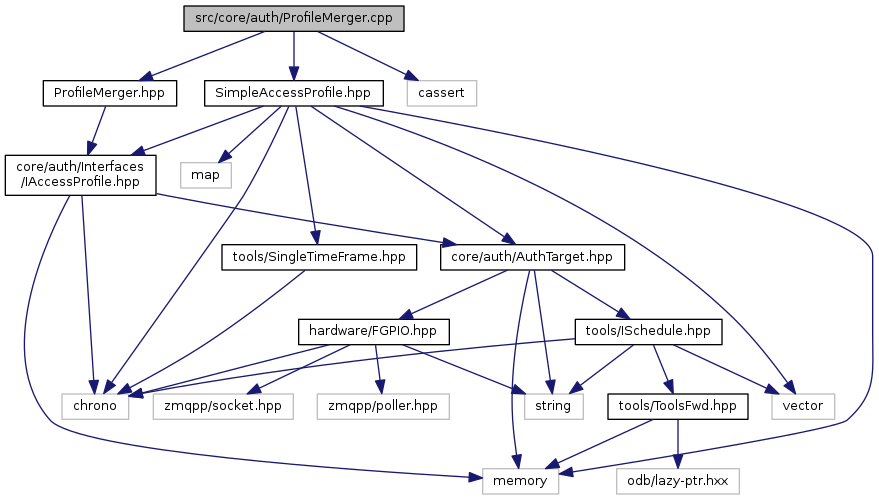 src/core/auth/ProfileMerger.cpp
ProfileMerger.hpp
SimpleAccessProfile.hpp
cassert
core/auth/Interfaces
/IAccessProfile.hpp
map
tools/SingleTimeFrame.hpp
core/auth/AuthTarget.hpp
hardware/FGPIO.hpp
tools/ISchedule.hpp
chrono
zmqpp/socket.hpp
zmqpp/poller.hpp
string
tools/ToolsFwd.hpp
vector
memory
odb/lazy-ptr.hxx